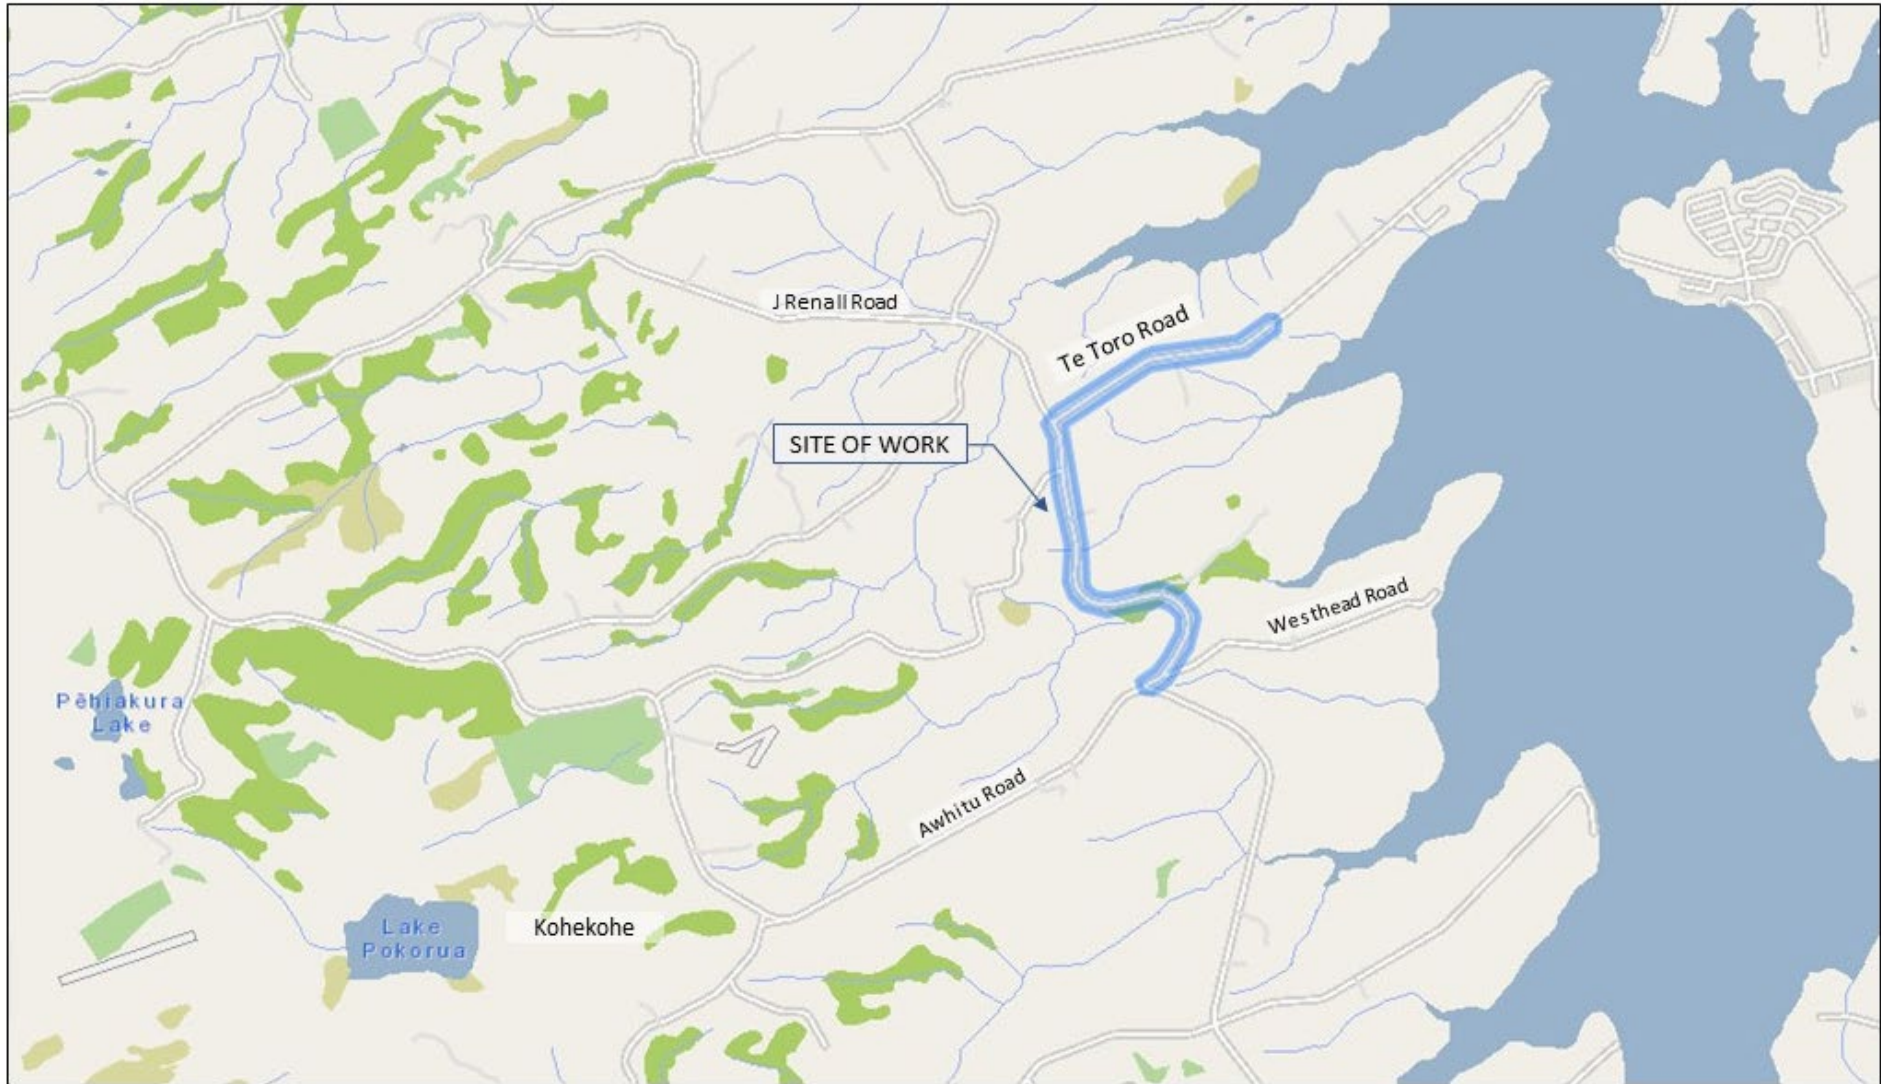 J Renall Road
Te Toro Road
SITE OF WORK
Westhead Road
Pēhiakura
Lake
Awhitu Road
Kohekohe
Lake
Pokorua